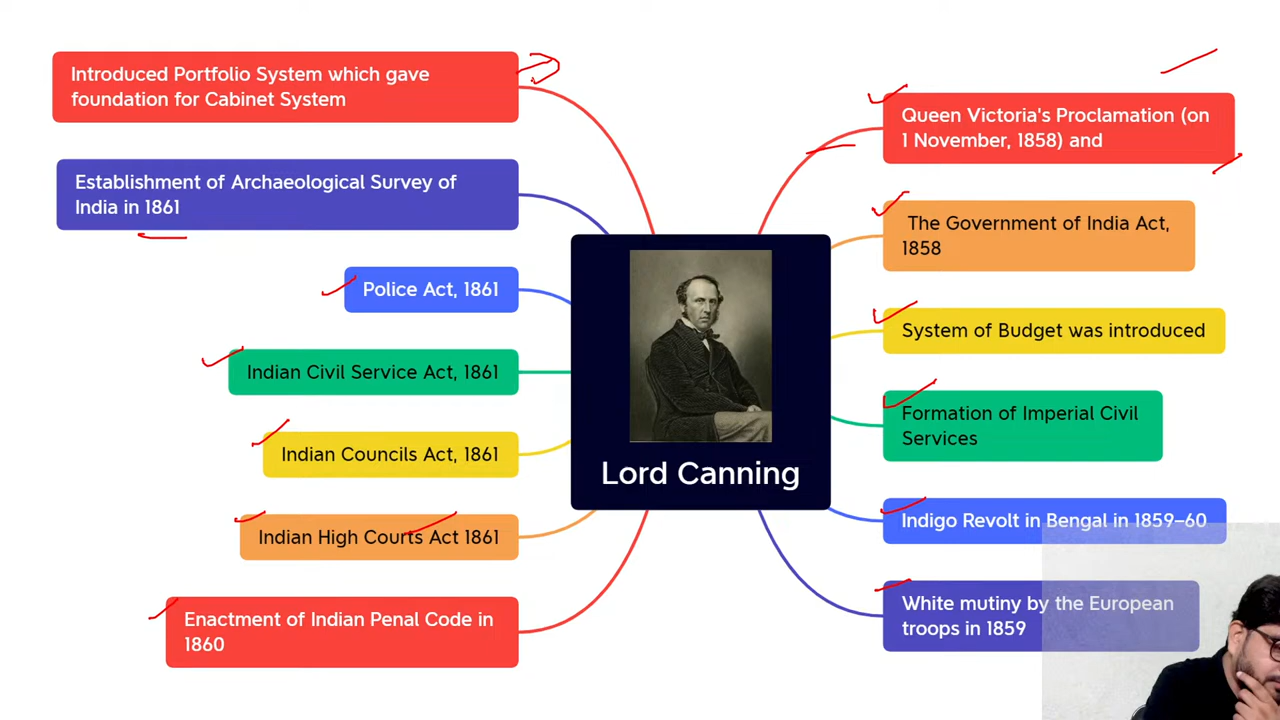 Introduced Portfolio System which gave
foundation for Cabinet System
Establishment of Archaeological Survey of
India in 1861
Police Act, 1861
Indian Civil Service Act, 1861
Indian Councils Act, 1861
Indian High Courts Act 1861
Enactment of Indian Penal Code in
1860
Lord Canning
Queen Victoria's Proclamation (on
1 November, 1858) and
The Government of India Act,
1858
System of Budget was introduced
Formation of Imperial Civil
Services
Indigo Revolt in Bengal in 1859–60
White mutiny by the European
troops in 1859